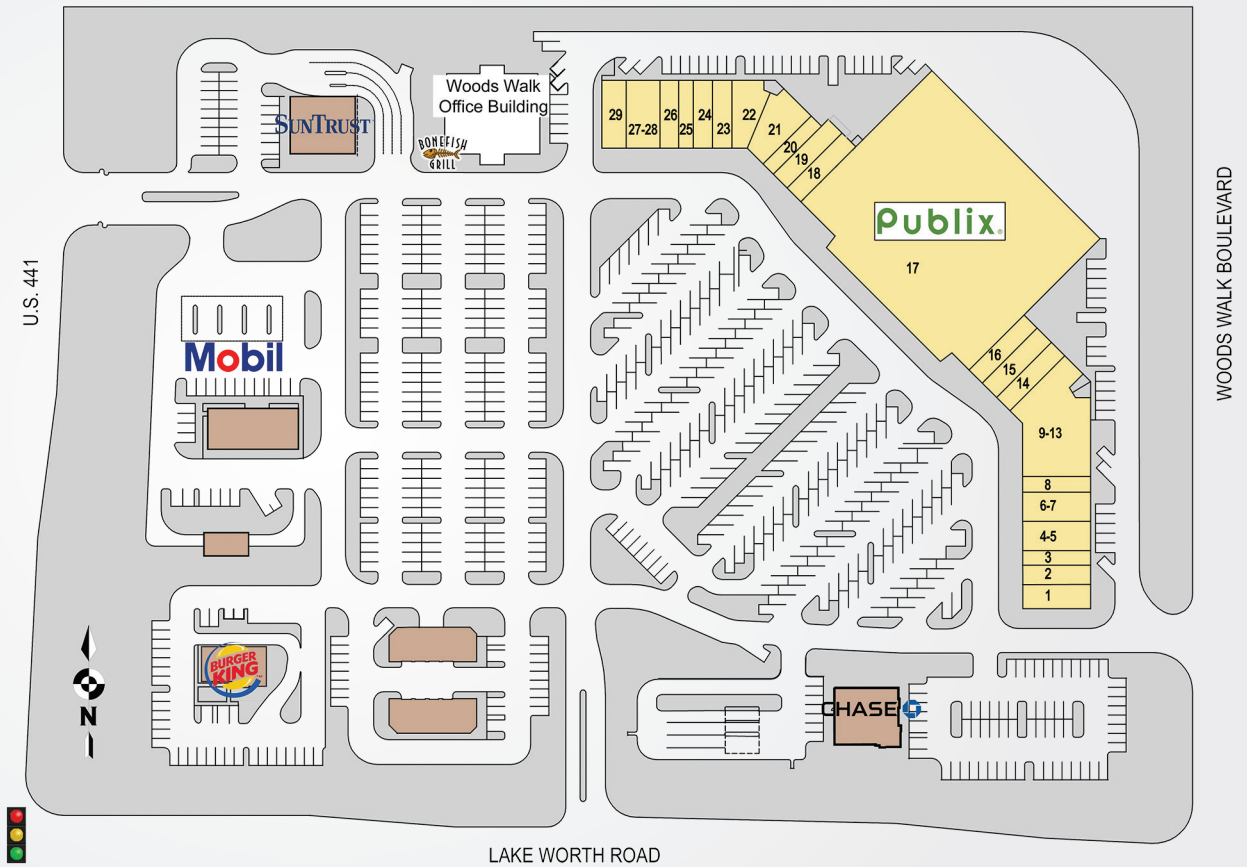 Woods Walk
Office Building
SUNTRUST
BONEFISH
GRILL
29
27-28
26
25
24
23
22
21
20
19
18
Publix
17
U.S. 441
WOODS WALK BOULEVARD
Mobil
16
15
14
9-13
8
6-7
4-5
3
2
1
BURGER
KING
N
CHASE
LAKE WORTH ROAD